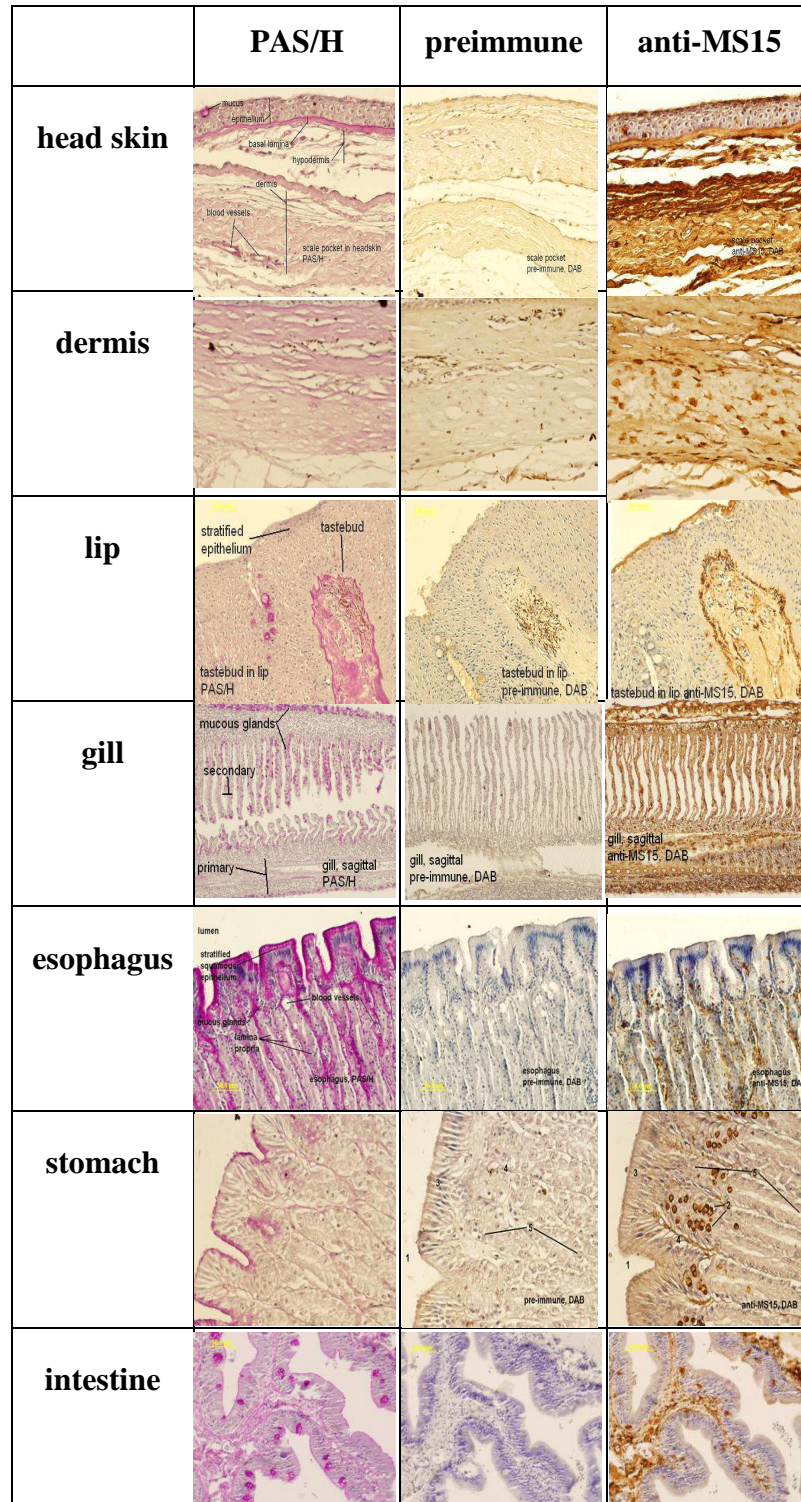 PAS/H
preimmune
anti-MS15
head skin
mucus
epithelium
basal lamina
hypodermis
dermis
blood vessels
scale pocket in headskin
PAS/H
scale pocket
pre-immune, DAB
scale pocket
anti-MS15, DAB
dermis
lip
stratified
epithelium
tastebud
tastebud in lip
PAS/H
tastebud in lip
pre-immune, DAB
tastebud in lip anti-MS15, DAB
gill
mucous glands
secondary
primary
gill, sagittal
PAS/H
gill, sagittal
pre-immune, DAB
gill, sagittal
anti-MS15, DAB
esophagus
lumen
stratified
squamous
epithelium
blood vessels
mucous glands
lamina
propria
esophagus, PAS/H
esophagus
pre-immune, DAB
esophagus
anti-MS15, DA
stomach
3
4
5
1
pre-immune, DAB
3
5
2
4
1
anti-MS15, DAB
intestine